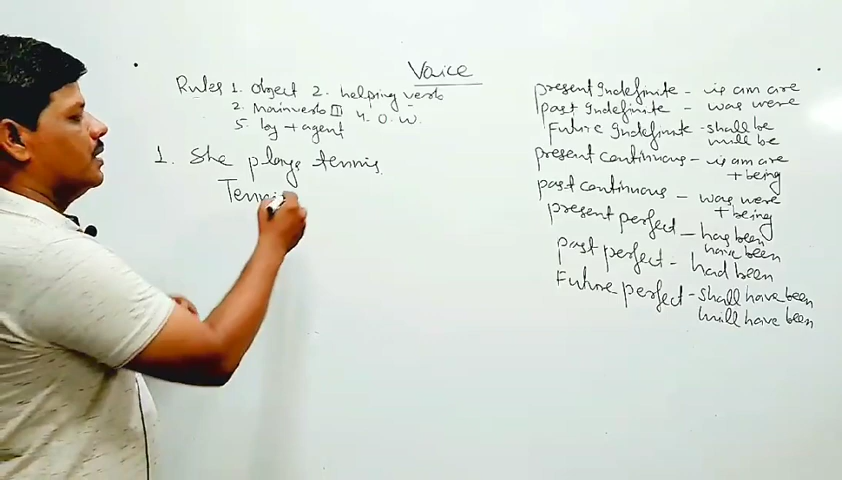 Voice
Rules 1. Object 2. helping verb
2. Mainverb III 4. O.W.
5. by + agent
1. She plays tennis.
Tennis
present Indefinite - is am are
past Indefinite - was were
Future Indefinite - shall be
will be
present continuous - is am are
+ being
past continuous - was were
+ being
present perfect - has been
have been
past perfect - had been
Future perfect - shall have been
will have been